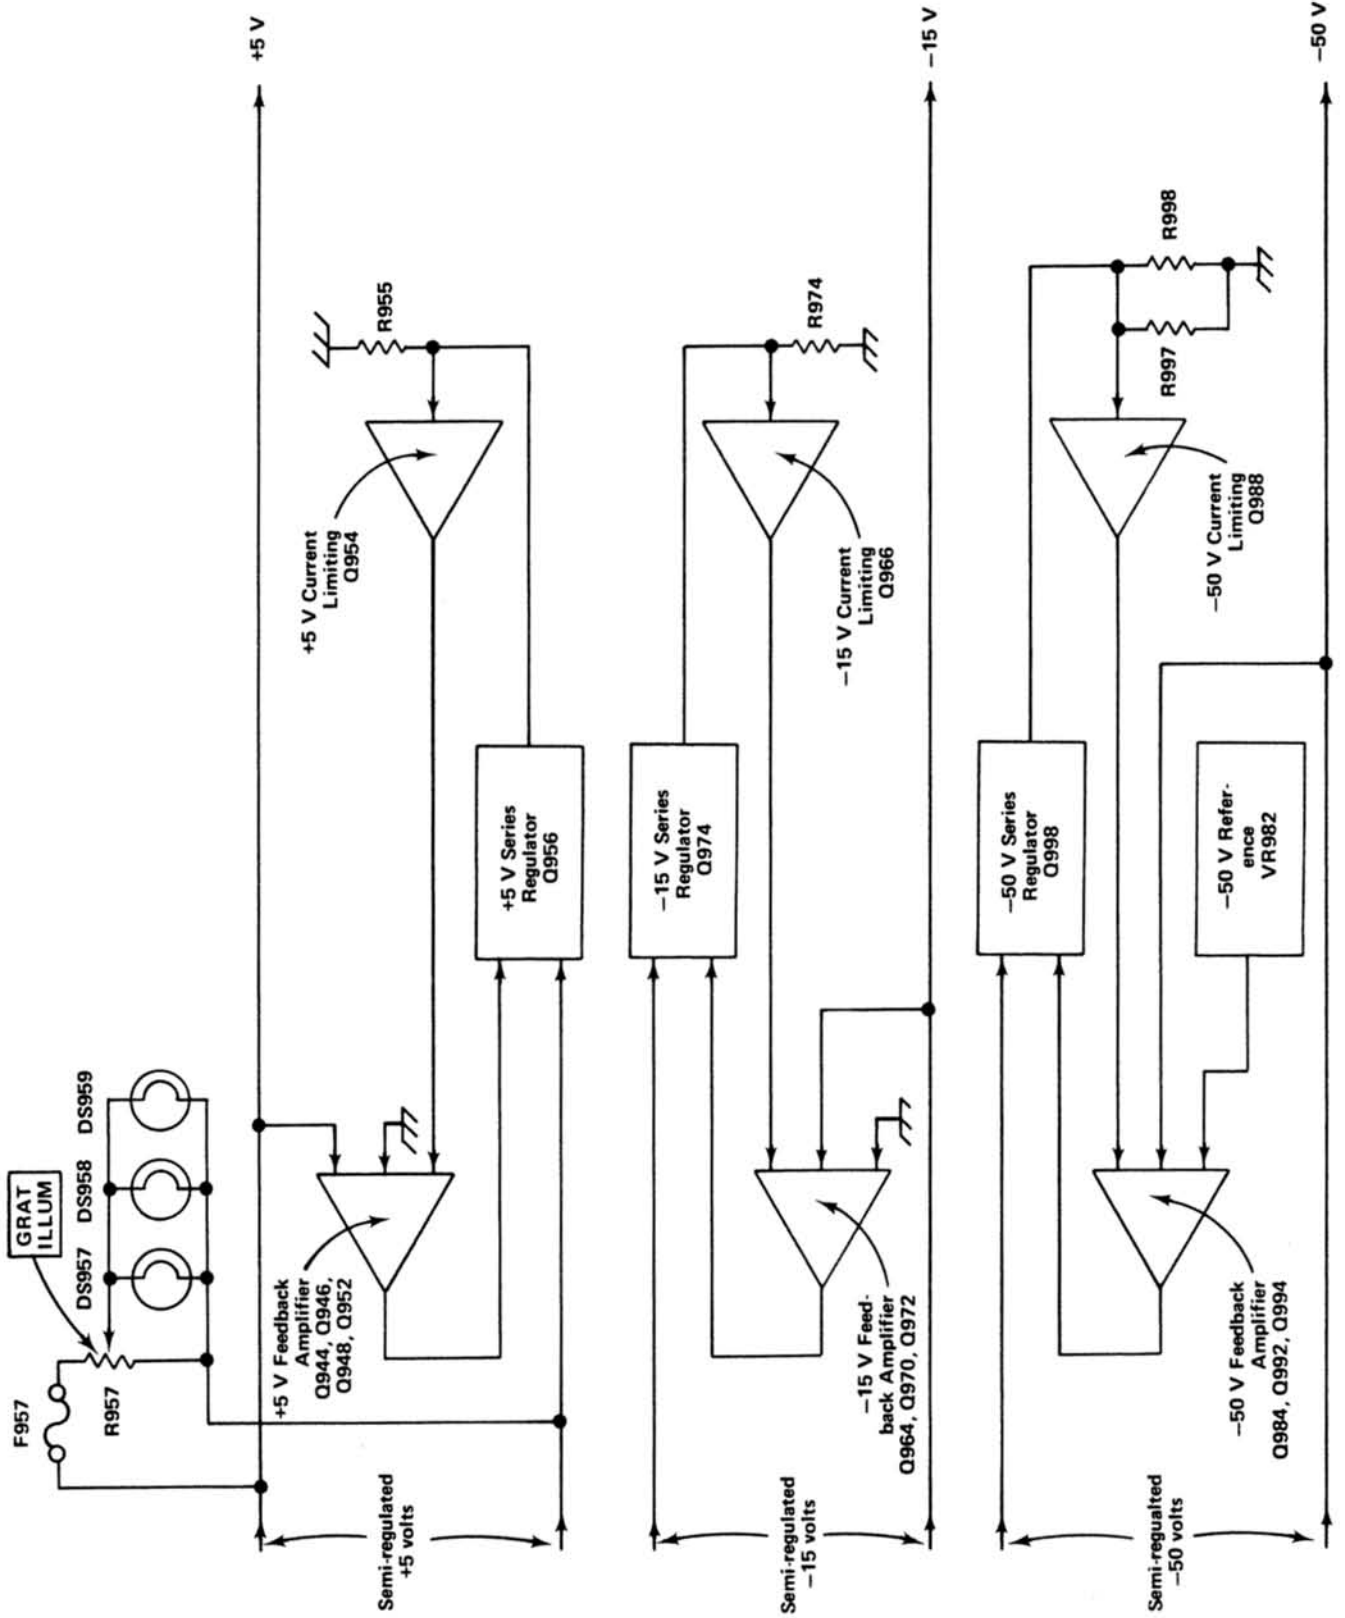 F957
R957
GRAT
ILLUM
DS957
DS958
DS959
+5 V
Semi-regulated
+5 volts
+5 V Feedback
Amplifier
Q944, Q946,
Q948, Q952
+5 V Current
Limiting
Q954
R955
+5 V Series
Regulator
Q956
Semi-regulated
−15 volts
−15 V Feed-
back Amplifier
Q964, Q970, Q972
−15 V Series
Regulator
Q974
−15 V Current
Limiting
Q966
R974
−15 V
Semi-regualted
−50 volts
−50 V Feedback
Amplifier
Q984, Q992, Q994
−50 V Series
Regulator
Q998
−50 V Refer-
ence
VR982
−50 V Current
Limiting
Q988
R997
R998
−50 V